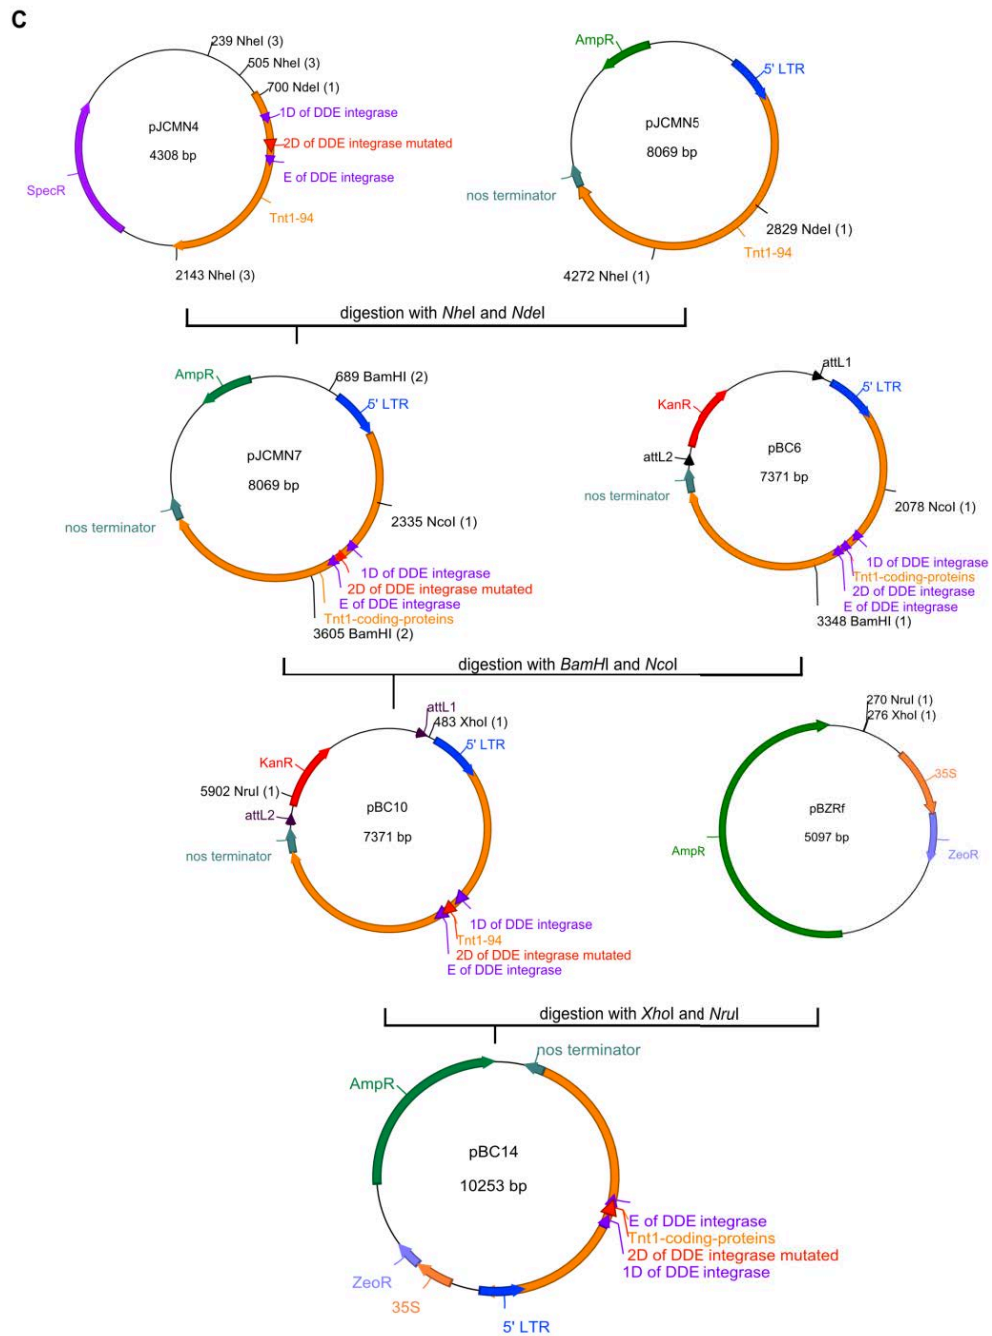 C
239 NheI (3)
505 NheI (3)
700 NdeI (1)
1D of DDE integrase
2D of DDE integrase mutated
E of DDE integrase
Tnt1-94
2143 NheI (3)
SpecR
pJCMN4
4308 bp
AmpR
5' LTR
pJCMN5
8069 bp
nos terminator
2829 NdeI (1)
Tnt1-94
4272 NheI (1)
digestion with NheI and NdeI
AmpR
689 BamHI (2)
5' LTR
pJCMN7
8069 bp
nos terminator
2335 NcoI (1)
1D of DDE integrase
2D of DDE integrase mutated
E of DDE integrase
Tnt1-coding-proteins
3605 BamHI (2)
attL1
5' LTR
KanR
pBC6
7371 bp
attL2
nos terminator
2078 NcoI (1)
1D of DDE integrase
Tnt1-coding-proteins
2D of DDE integrase
E of DDE integrase
3348 BamHI (1)
digestion with BamHI and NcoI
attL1
483 XhoI (1)
5' LTR
KanR
5902 NruI (1)
attL2
pBC10
7371 bp
nos terminator
1D of DDE integrase
Tnt1-94
2D of DDE integrase mutated
E of DDE integrase
270 NruI (1)
276 XhoI (1)
35S
pBZRf
5097 bp
AmpR
ZeoR
digestion with XhoI and NruI
nos terminator
AmpR
pBC14
10253 bp
E of DDE integrase
Tnt1-coding-proteins
2D of DDE integrase mutated
1D of DDE integrase
ZeoR
35S
5' LTR